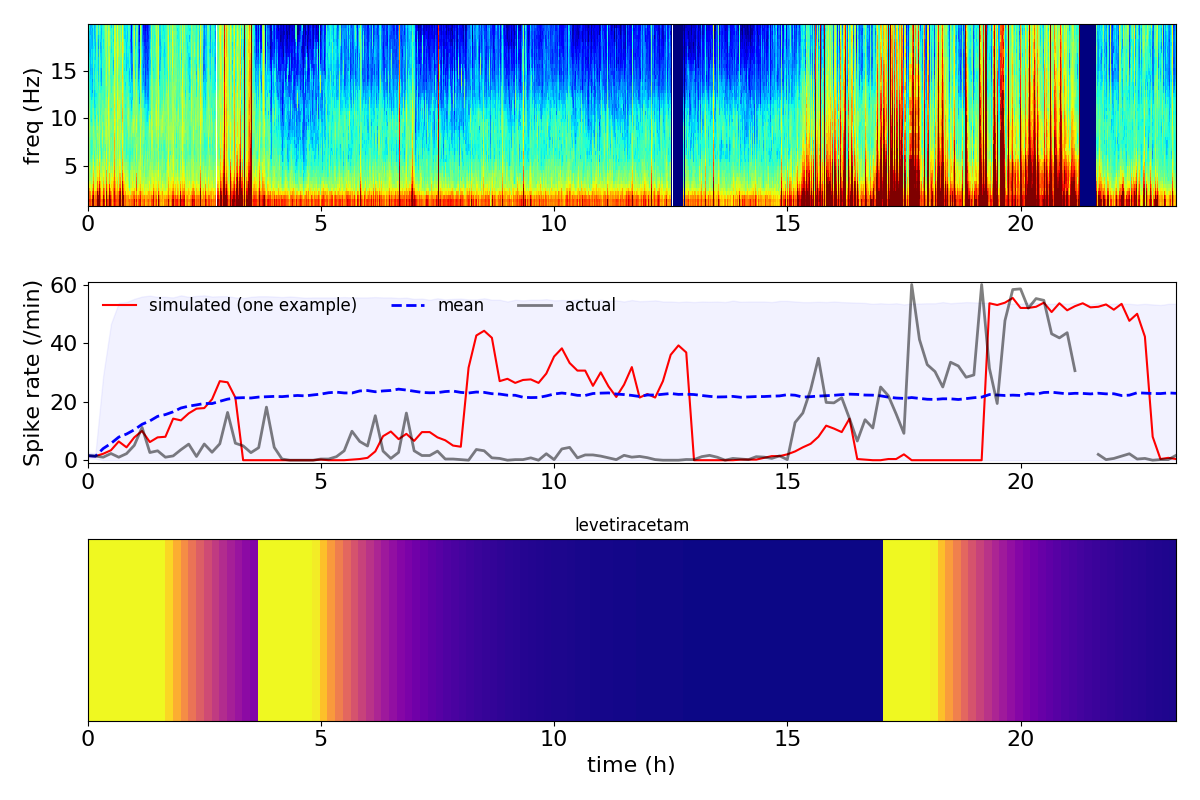 freq (Hz)
15
10
5
0 5 10 15 20
Spike rate (/min)
60
40
20
0
simulated (one example) mean actual
0 5 10 15 20
levetiracetam
0 5 10 15 20
time (h)